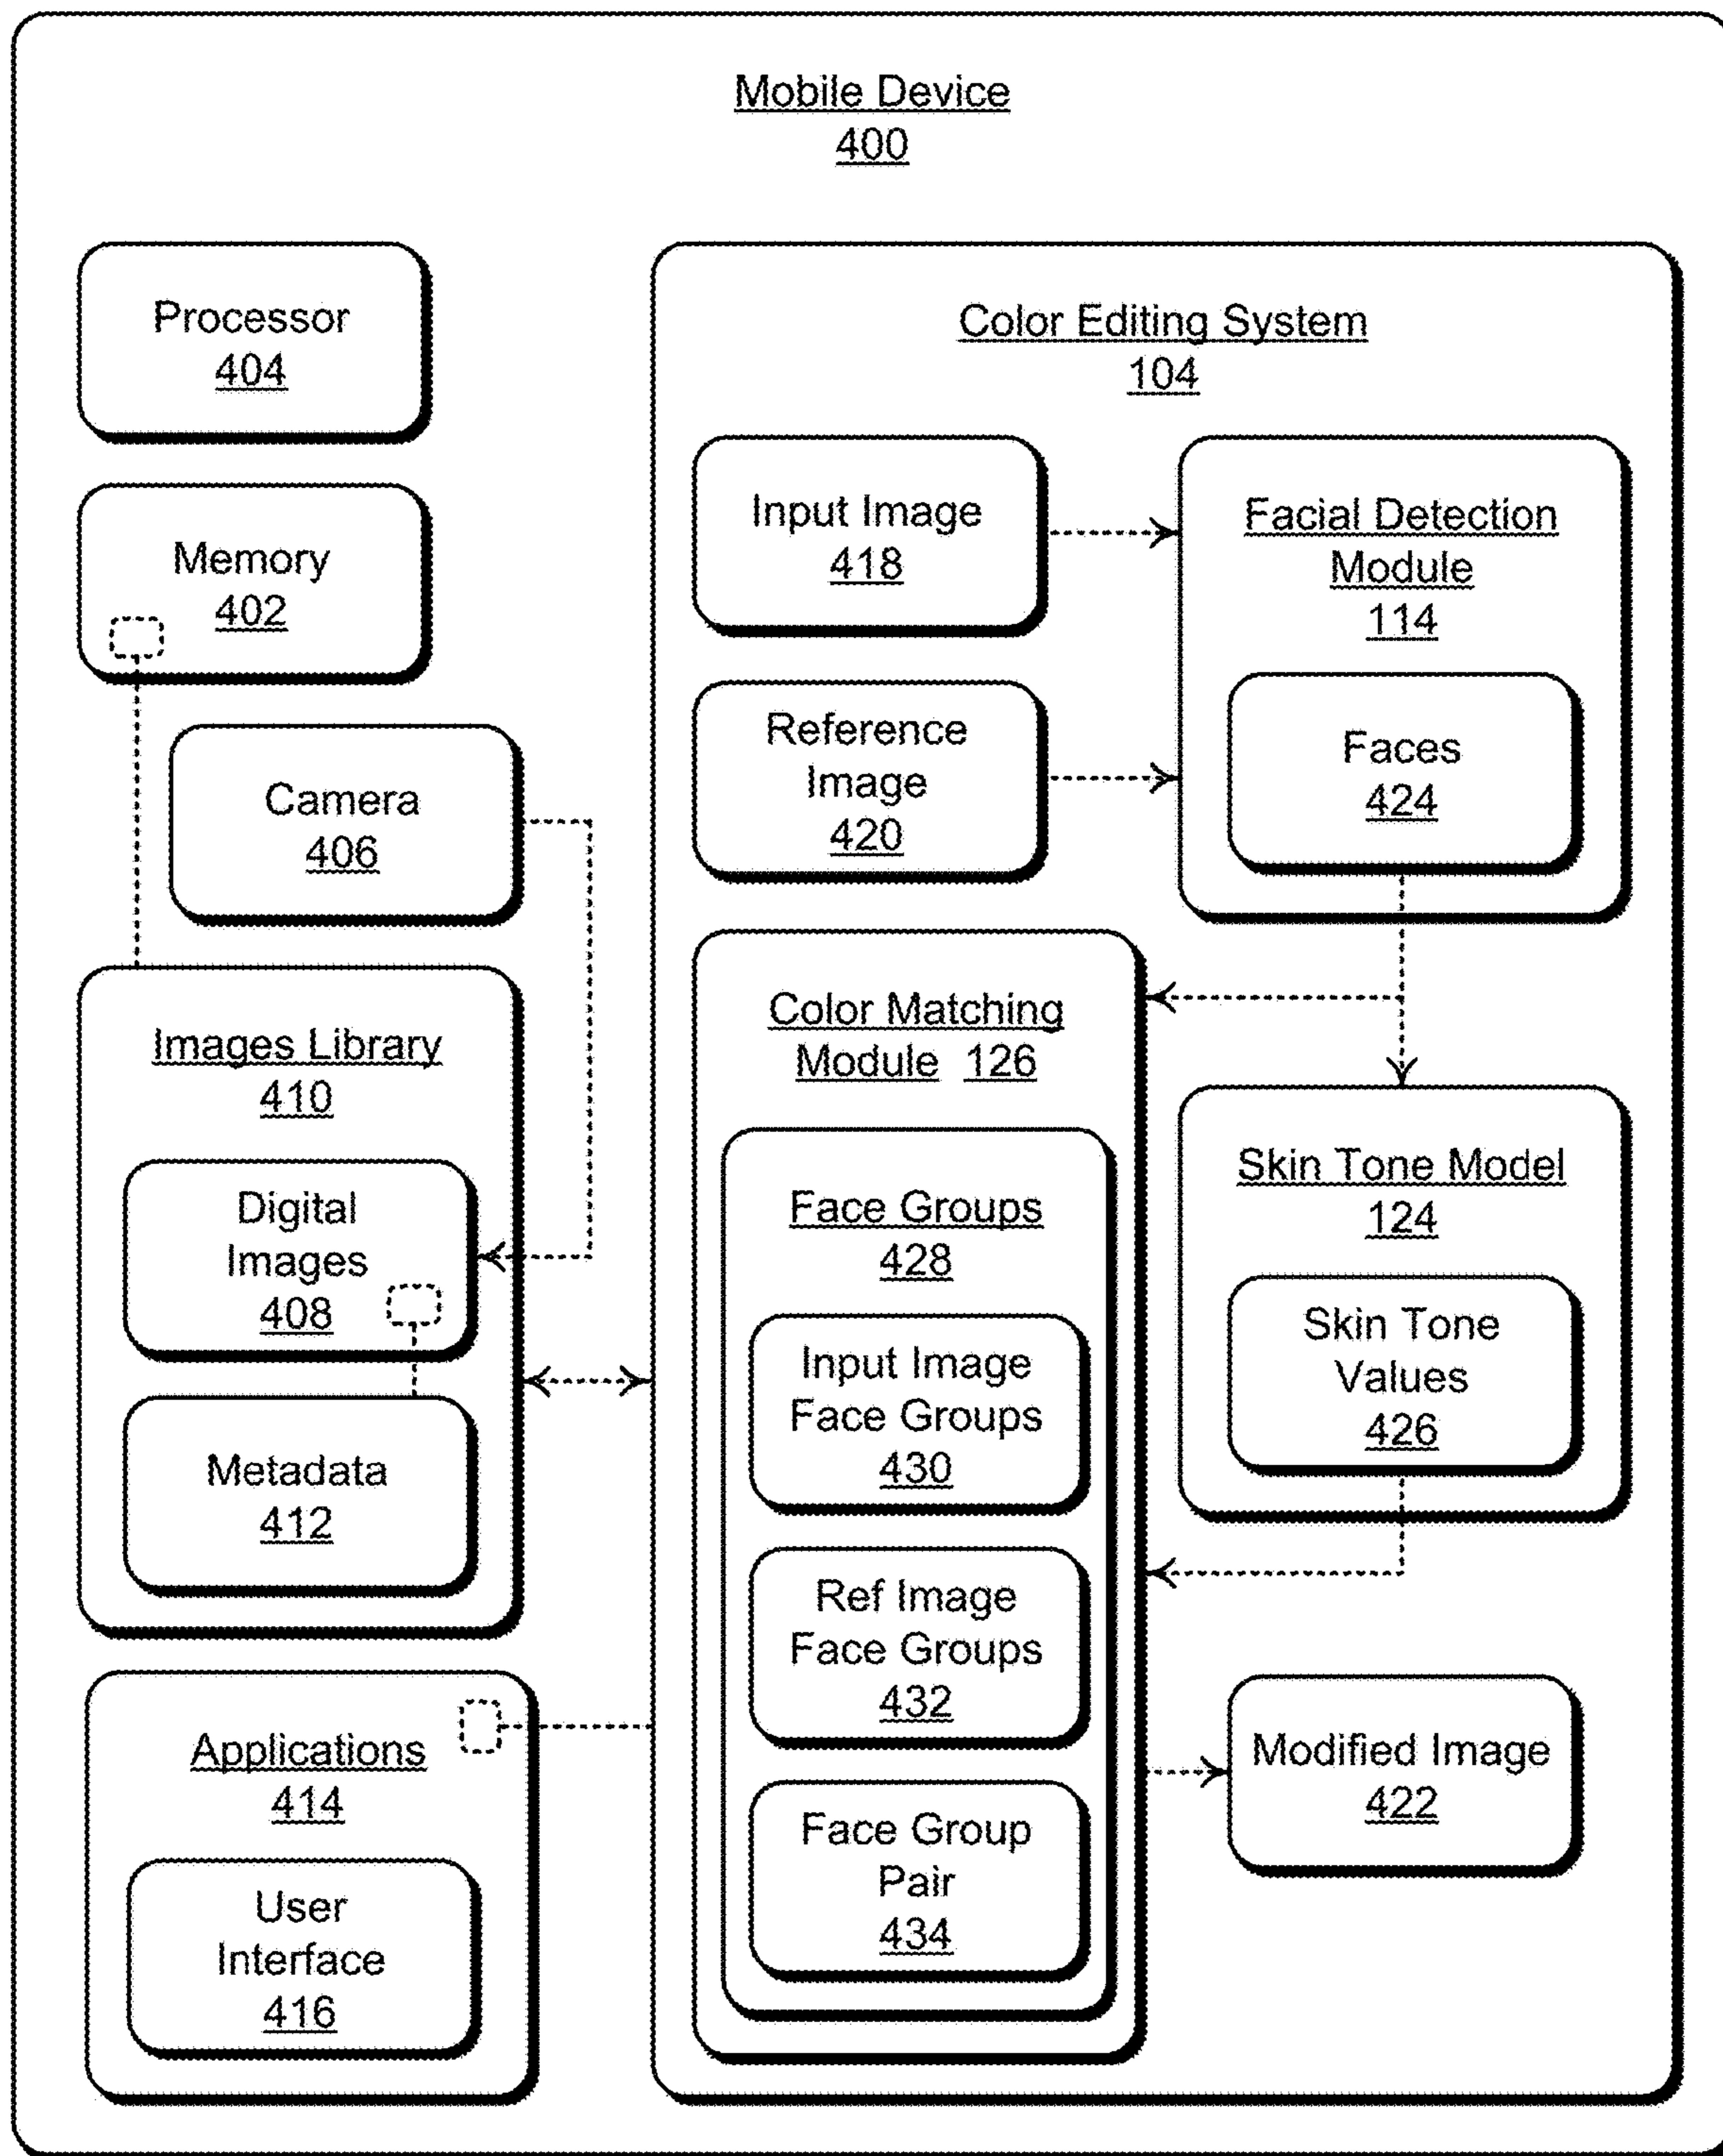 Mobile Device
400
Processor
404
Memory
402
Camera
406
Images Library
410
Digital
Images
408
Metadata
412
Applications
414
User
Interface
416
Color Editing System
104
Input Image
418
Reference
Image
420
Facial Detection
Module
114
Faces
424
Color Matching
Module 126
Face Groups
428
Input Image
Face Groups
430
Ref Image
Face Groups
432
Face Group
Pair
434
Skin Tone Model
124
Skin Tone
Values
426
Modified Image
422